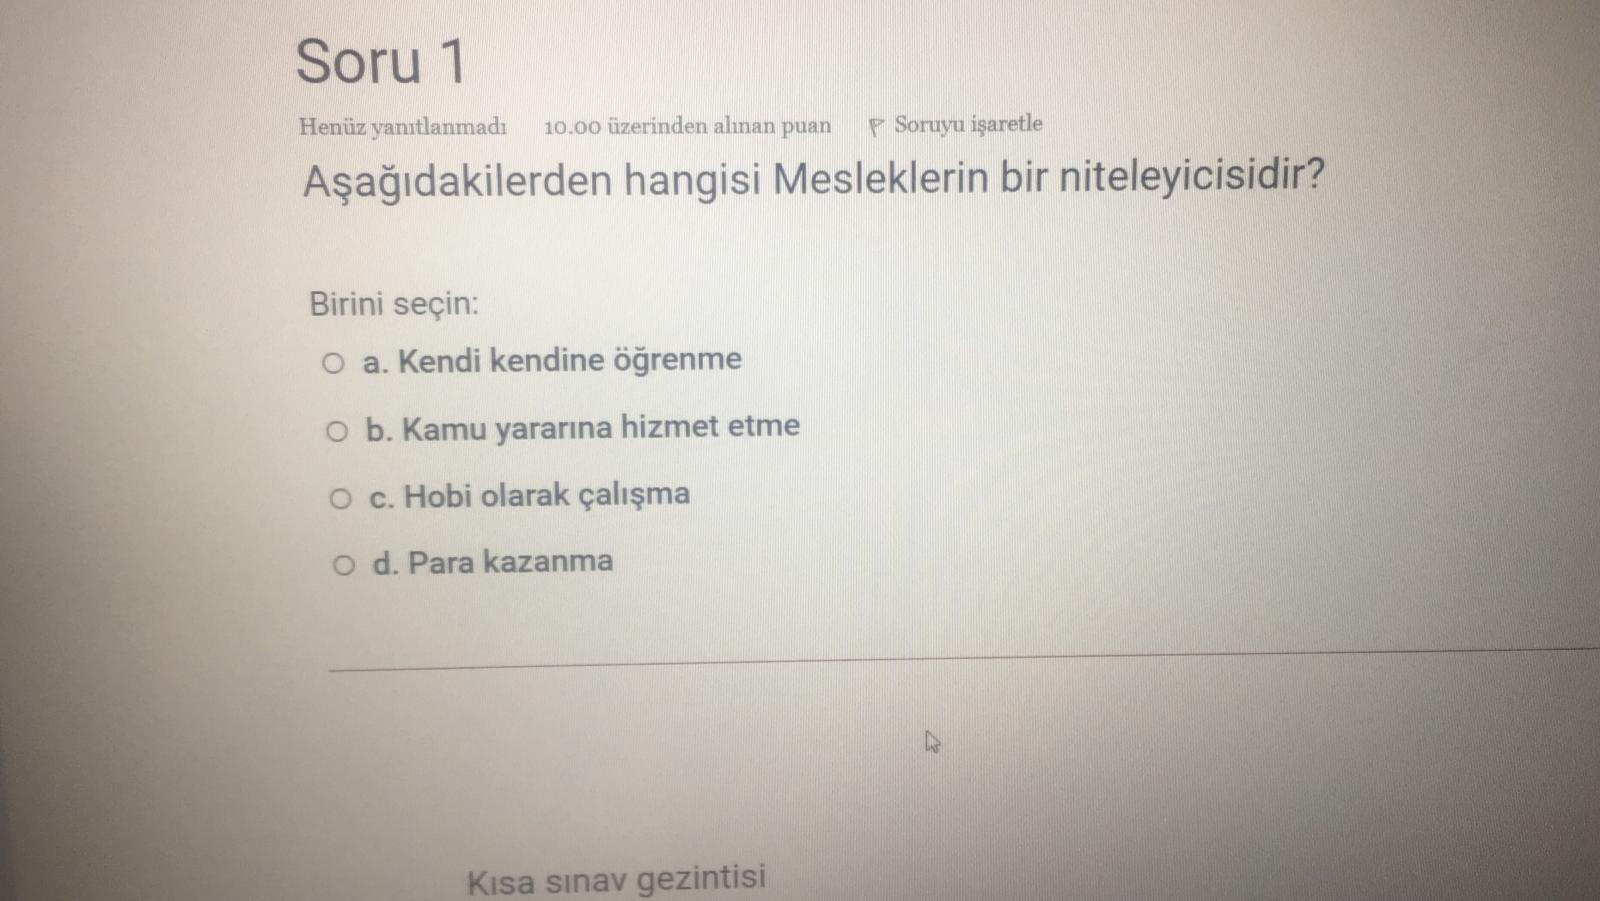 Soru 1
Henüz yanıtlanmadı 10.00 üzerinden alınan puan Soruyu işaretle
Aşağıdakilerden hangisi Mesleklerin bir niteleyicisidir?
Birini seçin:
a. Kendi kendine öğrenme
b. Kamu yararına hizmet etme
c. Hobi olarak çalışma
d. Para kazanma
Kısa sınav gezintisi